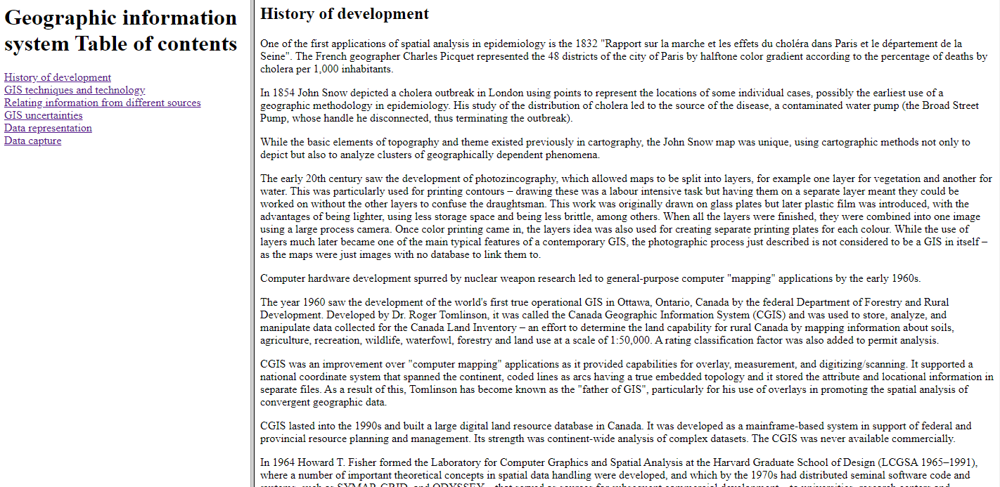 Geographic information
system Table of contents
History of development
GIS techniques and technology
Relating information from different sources
GIS uncertainties
Data representation
Data capture
History of development
One of the first applications of spatial analysis in epidemiology is the 1832 "Rapport sur la marche et les effets du choléra dans Paris et le département de la
Seine". The French geographer Charles Picquet represented the 48 districts of the city of Paris by halftone color gradient according to the percentage of deaths by
cholera per 1,000 inhabitants.
In 1854 John Snow depicted a cholera outbreak in London using points to represent the locations of some individual cases, possibly the earliest use of a
geographic methodology in epidemiology. His study of the distribution of cholera led to the source of the disease, a contaminated water pump (the Broad Street
Pump, whose handle he disconnected, thus terminating the outbreak).
While the basic elements of topography and theme existed previously in cartography, the John Snow map was unique, using cartographic methods not only to
depict but also to analyze clusters of geographically dependent phenomena.
The early 20th century saw the development of photozincography, which allowed maps to be split into layers, for example one layer for vegetation and another for
water. This was particularly used for printing contours – drawing these was a labour intensive task but having them on a separate layer meant they could be
worked on without the other layers to confuse the draughtsman. This work was originally drawn on glass plates but later plastic film was introduced, with the
advantages of being lighter, using less storage space and being less brittle, among others. When all the layers were finished, they were combined into one image
using a large process camera. Once color printing came in, the layers idea was also used for creating separate printing plates for each colour. While the use of
layers much later became one of the main typical features of a contemporary GIS, the photographic process just described is not considered to be a GIS in itself –
as the maps were just images with no database to link them to.
Computer hardware development spurred by nuclear weapon research led to general-purpose computer "mapping" applications by the early 1960s.
The year 1960 saw the development of the world's first true operational GIS in Ottawa, Ontario, Canada by the federal Department of Forestry and Rural
Development. Developed by Dr. Roger Tomlinson, it was called the Canada Geographic Information System (CGIS) and was used to store, analyze, and
manipulate data collected for the Canada Land Inventory – an effort to determine the land capability for rural Canada by mapping information about soils,
agriculture, recreation, wildlife, waterfowl, forestry and land use at a scale of 1:50,000. A rating classification factor was also added to permit analysis.
CGIS was an improvement over "computer mapping" applications as it provided capabilities for overlay, measurement, and digitizing/scanning. It supported a
national coordinate system that spanned the continent, coded lines as arcs having a true embedded topology and it stored the attribute and locational information in
separate files. As a result of this, Tomlinson has become known as the "father of GIS", particularly for his use of overlays in promoting the spatial analysis of
convergent geographic data.
CGIS lasted into the 1990s and built a large digital land resource database in Canada. It was developed as a mainframe-based system in support of federal and
provincial resource planning and management. Its strength was continent-wide analysis of complex datasets. The CGIS was never available commercially.
In 1964 Howard T. Fisher formed the Laboratory for Computer Graphics and Spatial Analysis at the Harvard Graduate School of Design (LCGSA 1965–1991),
where a number of important theoretical concepts in spatial data handling were developed, and which by the 1970s had distributed seminal software code and